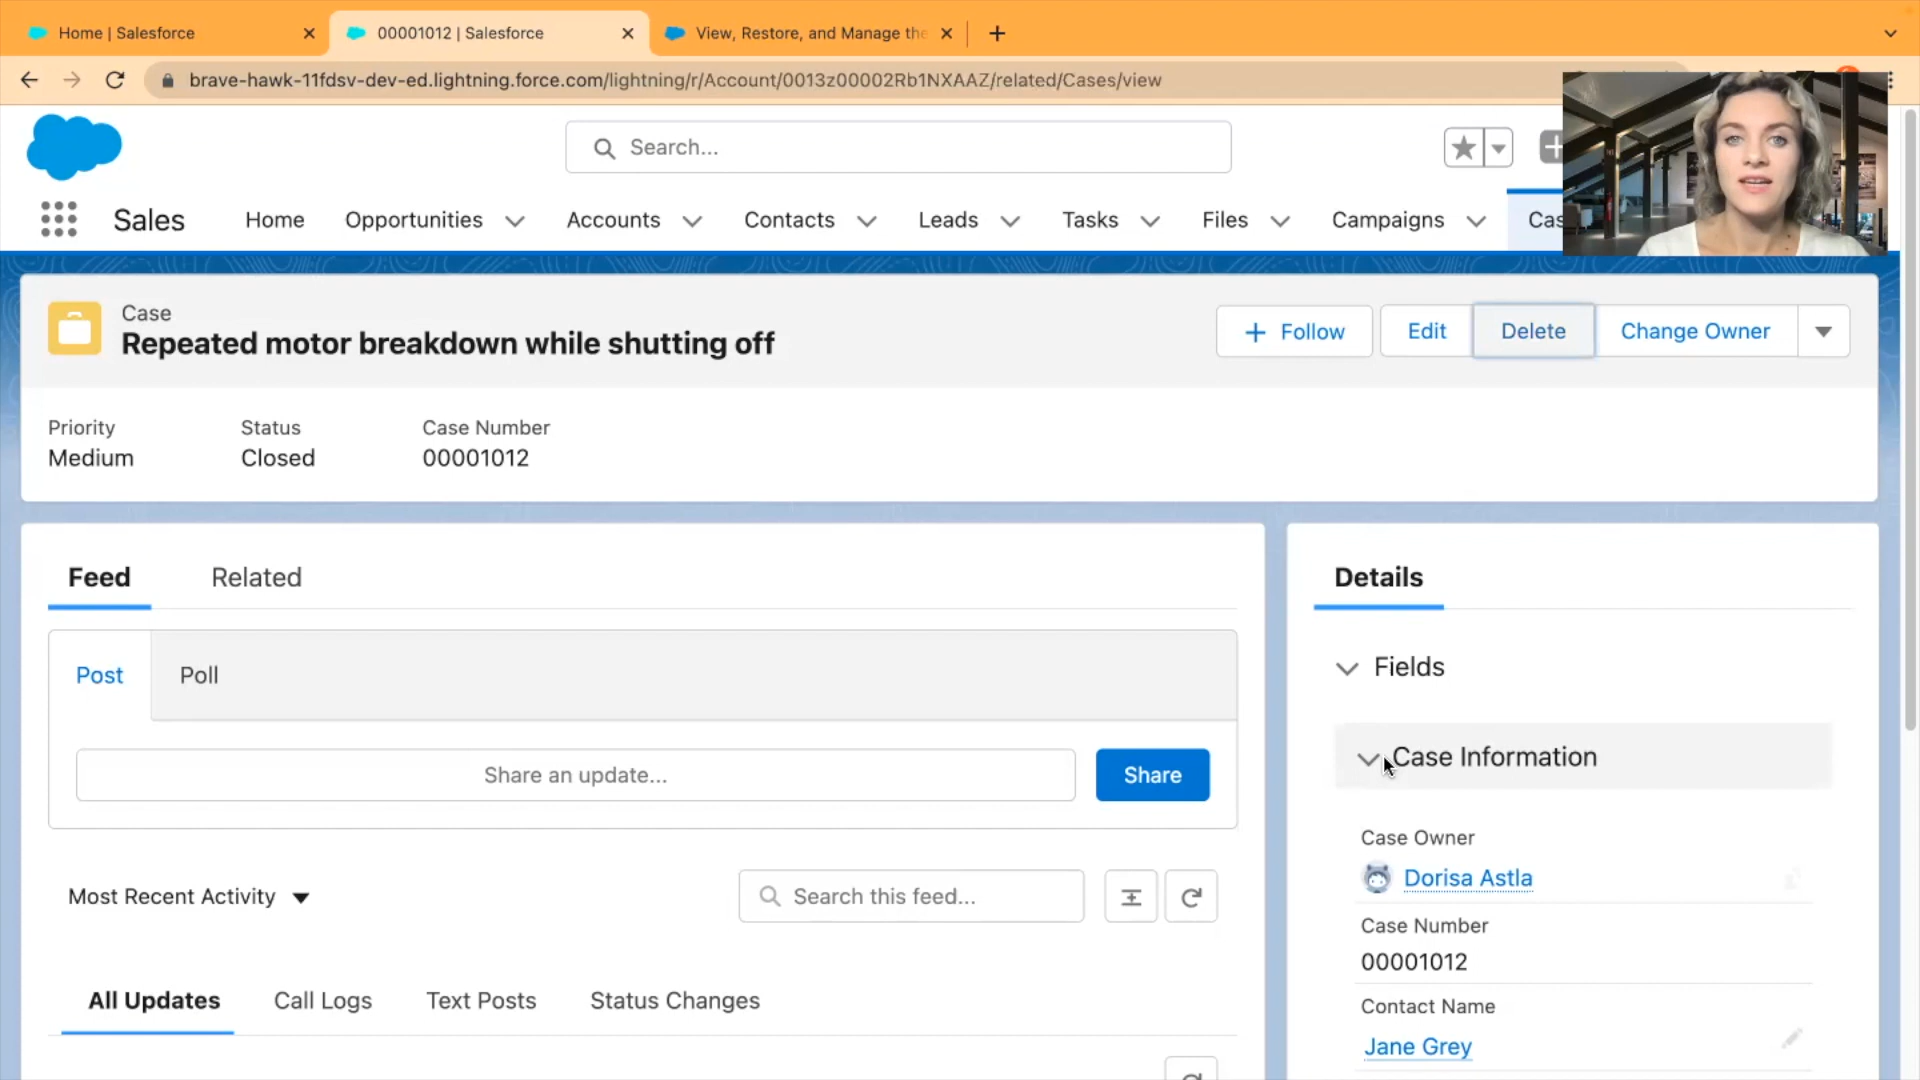 Home | Salesforce
00001012 | Salesforce
View, Restore, and Manage the
brave-hawk-11fdsv-dev-ed.lightning.force.com/lightning/r/Account/0013z00002Rb1NXAAZ/related/Cases/view
Search...
Sales
Home
Opportunities
Accounts
Contacts
Leads
Tasks
Files
Campaigns
Cas
Case
Repeated motor breakdown while shutting off
Follow
Edit
Delete
Change Owner
Priority
Medium
Status
Closed
Case Number
00001012
Feed
Related
Post
Poll
Share an update...
Share
Most Recent Activity
Search this feed...
All Updates
Call Logs
Text Posts
Status Changes
Details
Fields
Case Information
Case Owner
Dorisa Astla
Case Number
00001012
Contact Name
Jane Grey